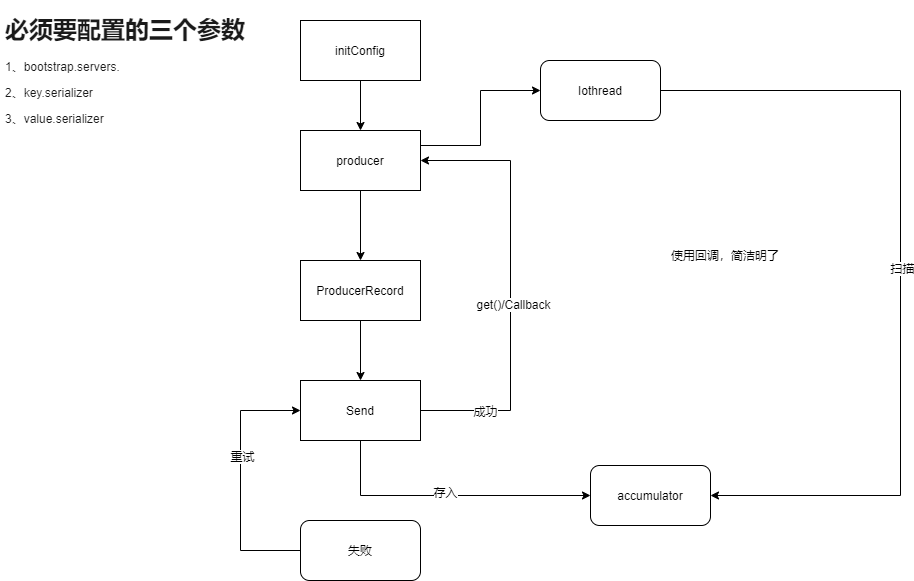 必须要配置的三个参数
1、bootstrap.servers.
2、key.serializer
3、value.serializer
initConfig
Iothread
producer
使用回调，简洁明了
扫描
ProducerRecord
get()/Callback
Send
成功
重试
存入
accumulator
失败